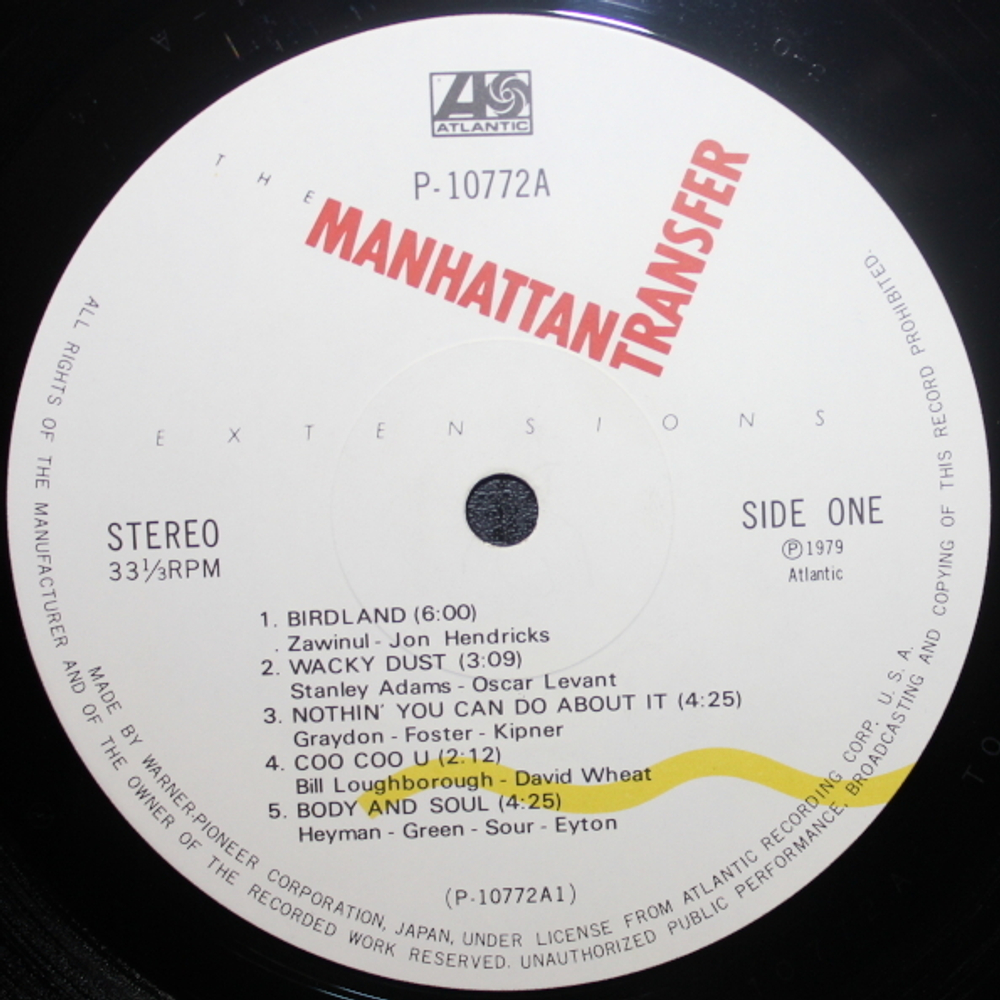 ATLANTIC
P-10772A
THE
MANHATTAN
TRANSFER
EXTENSIONS
STEREO
33⅓RPM
SIDE ONE
Ⓟ1979
Atlantic
1. BIRDLAND (6:00)
Zawinul - Jon Hendricks
2. WACKY DUST (3:09)
Stanley Adams - Oscar Levant
3. NOTHIN' YOU CAN DO ABOUT IT (4:25)
Graydon - Foster - Kipner
4. COO COO U (2:12)
Bill Loughborough - David Wheat
5. BODY AND SOUL (4:25)
Heyman - Green - Sour - Eyton
(P-10772A1)
MADE BY WARNER-PIONEER CORPORATION, JAPAN, UNDER LICENSE FROM ATLANTIC RECORDING CORP. U. S. A.
ALL RIGHTS OF THE MANUFACTURER AND OF THE OWNER OF THE RECORDED WORK RESERVED. UNAUTHORIZED PUBLIC PERFORMANCE, BROADCASTING AND COPYING OF THIS RECORD PROHIBITED.